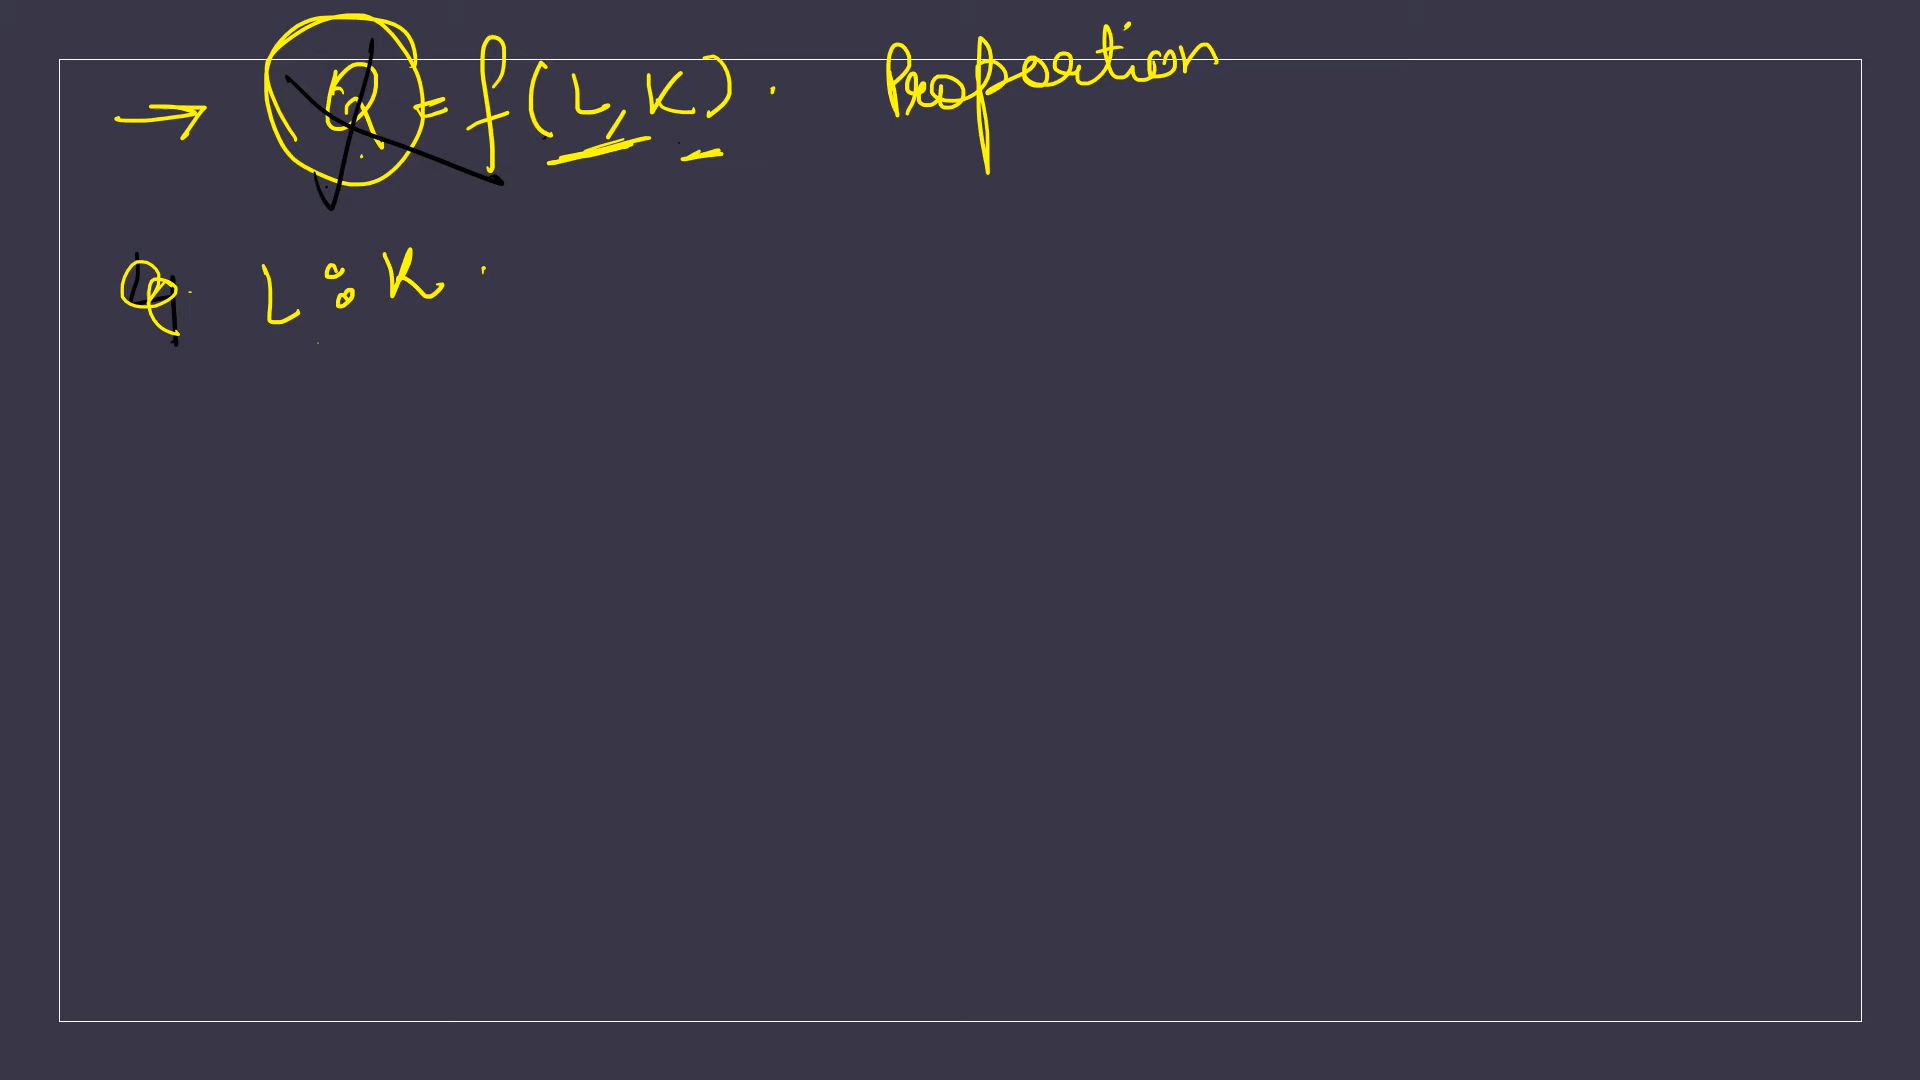 → Q = f(L, K). Proportion
Q L : K.